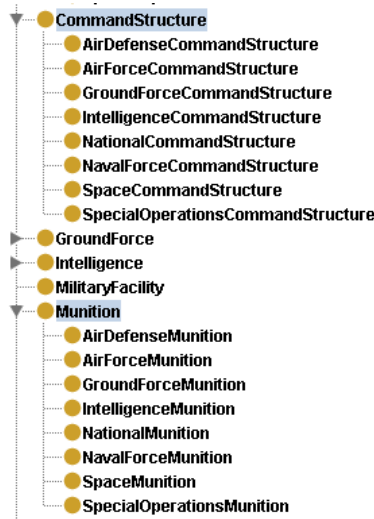 CommandStructure
AirDefenseCommandStructure
AirForceCommandStructure
GroundForceCommandStructure
IntelligenceCommandStructure
NationalCommandStructure
NavalForceCommandStructure
SpaceCommandStructure
SpecialOperationsCommandStructure
GroundForce
Intelligence
MilitaryFacility
Munition
AirDefenseMunition
AirForceMunition
GroundForceMunition
IntelligenceMunition
NationalMunition
NavalForceMunition
SpaceMunition
SpecialOperationsMunition